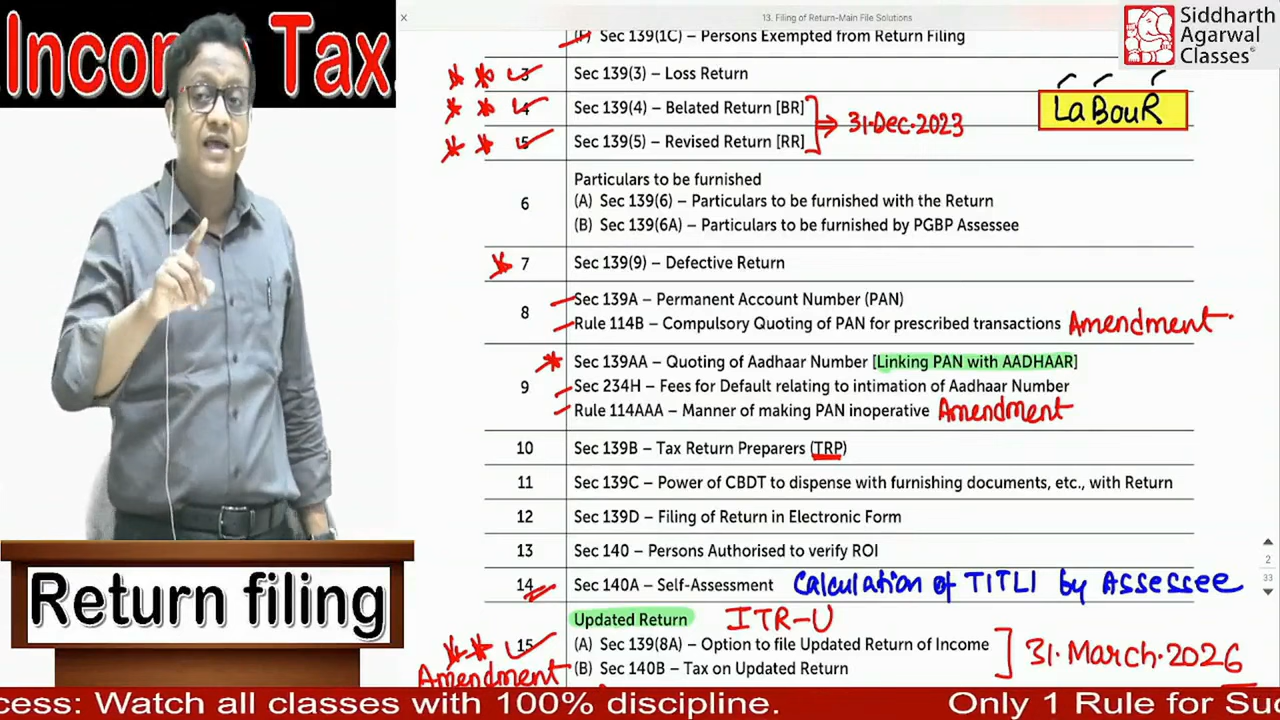 Income Tax
13. Filing of Return-Main File Solutions
Siddharth
Agarwal
Classes®
(F) Sec 139(1C) – Persons Exempted from Return Filing
3 Sec 139(3) – Loss Return
LaBouR
4 Sec 139(4) – Belated Return [BR]
31·Dec·2023
5 Sec 139(5) – Revised Return [RR]
Particulars to be furnished
6 (A) Sec 139(6) – Particulars to be furnished with the Return
(B) Sec 139(6A) – Particulars to be furnished by PGBP Assessee
7 Sec 139(9) – Defective Return
8 Sec 139A – Permanent Account Number (PAN)
Rule 114B – Compulsory Quoting of PAN for prescribed transactions Amendment
Sec 139AA – Quoting of Aadhaar Number [Linking PAN with AADHAAR]
9 Sec 234H – Fees for Default relating to intimation of Aadhaar Number
Rule 114AAA – Manner of making PAN inoperative Amendment
10 Sec 139B – Tax Return Preparers (TRP)
11 Sec 139C – Power of CBDT to dispense with furnishing documents, etc., with Return
12 Sec 139D – Filing of Return in Electronic Form
13 Sec 140 – Persons Authorised to verify ROI
14 Sec 140A – Self-Assessment Calculation of TITLI by Assessee
Updated Return ITR-U
15 (A) Sec 139(8A) – Option to file Updated Return of Income
31·March·2026
Amendment (B) Sec 140B – Tax on Updated Return
2
33
Return filing
cess: Watch all classes with 100% discipline. Only 1 Rule for Suc